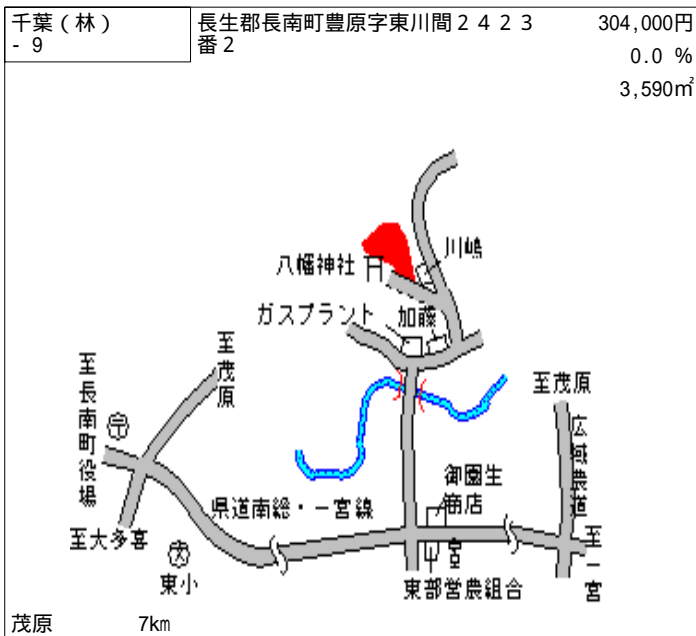 千葉（林）
- 9
長生郡長南町豊原字東川間２４２３
番２
304,000円
0.0 %
3,590㎡
川嶋
八幡神社
ガスプラント
加藤
至茂原
至長南町役場
至茂原
広域農道
御園生
商店
県道南総・一宮線
至大多喜
東小
宮
至一宮
東部営農組合
茂原
7km